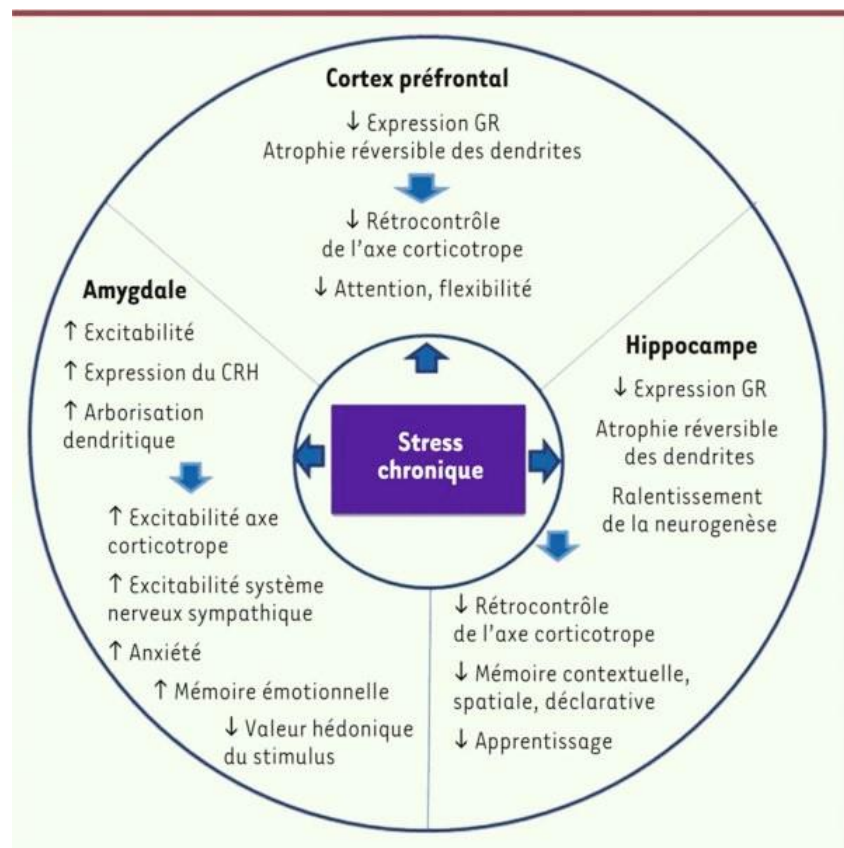 Cortex préfrontal
↓ Expression GR
Atrophie réversible des dendrites
↓ Rétrocontrôle
de l'axe corticotrope
↓ Attention, flexibilité
Amygdale
↑ Excitabilité
↑ Expression du CRH
↑ Arborisation
dendritique
↑ Excitabilité axe
corticotrope
↑ Excitabilité système
nerveux sympathique
↑ Anxiété
↑ Mémoire émotionnelle
↓ Valeur hédonique
du stimulus
Stress
chronique
Hippocampe
↓ Expression GR
Atrophie réversible
des dendrites
Ralentissement
de la neurogenèse
↓ Rétrocontrôle
de l'axe corticotrope
↓ Mémoire contextuelle,
spatiale, déclarative
↓ Apprentissage